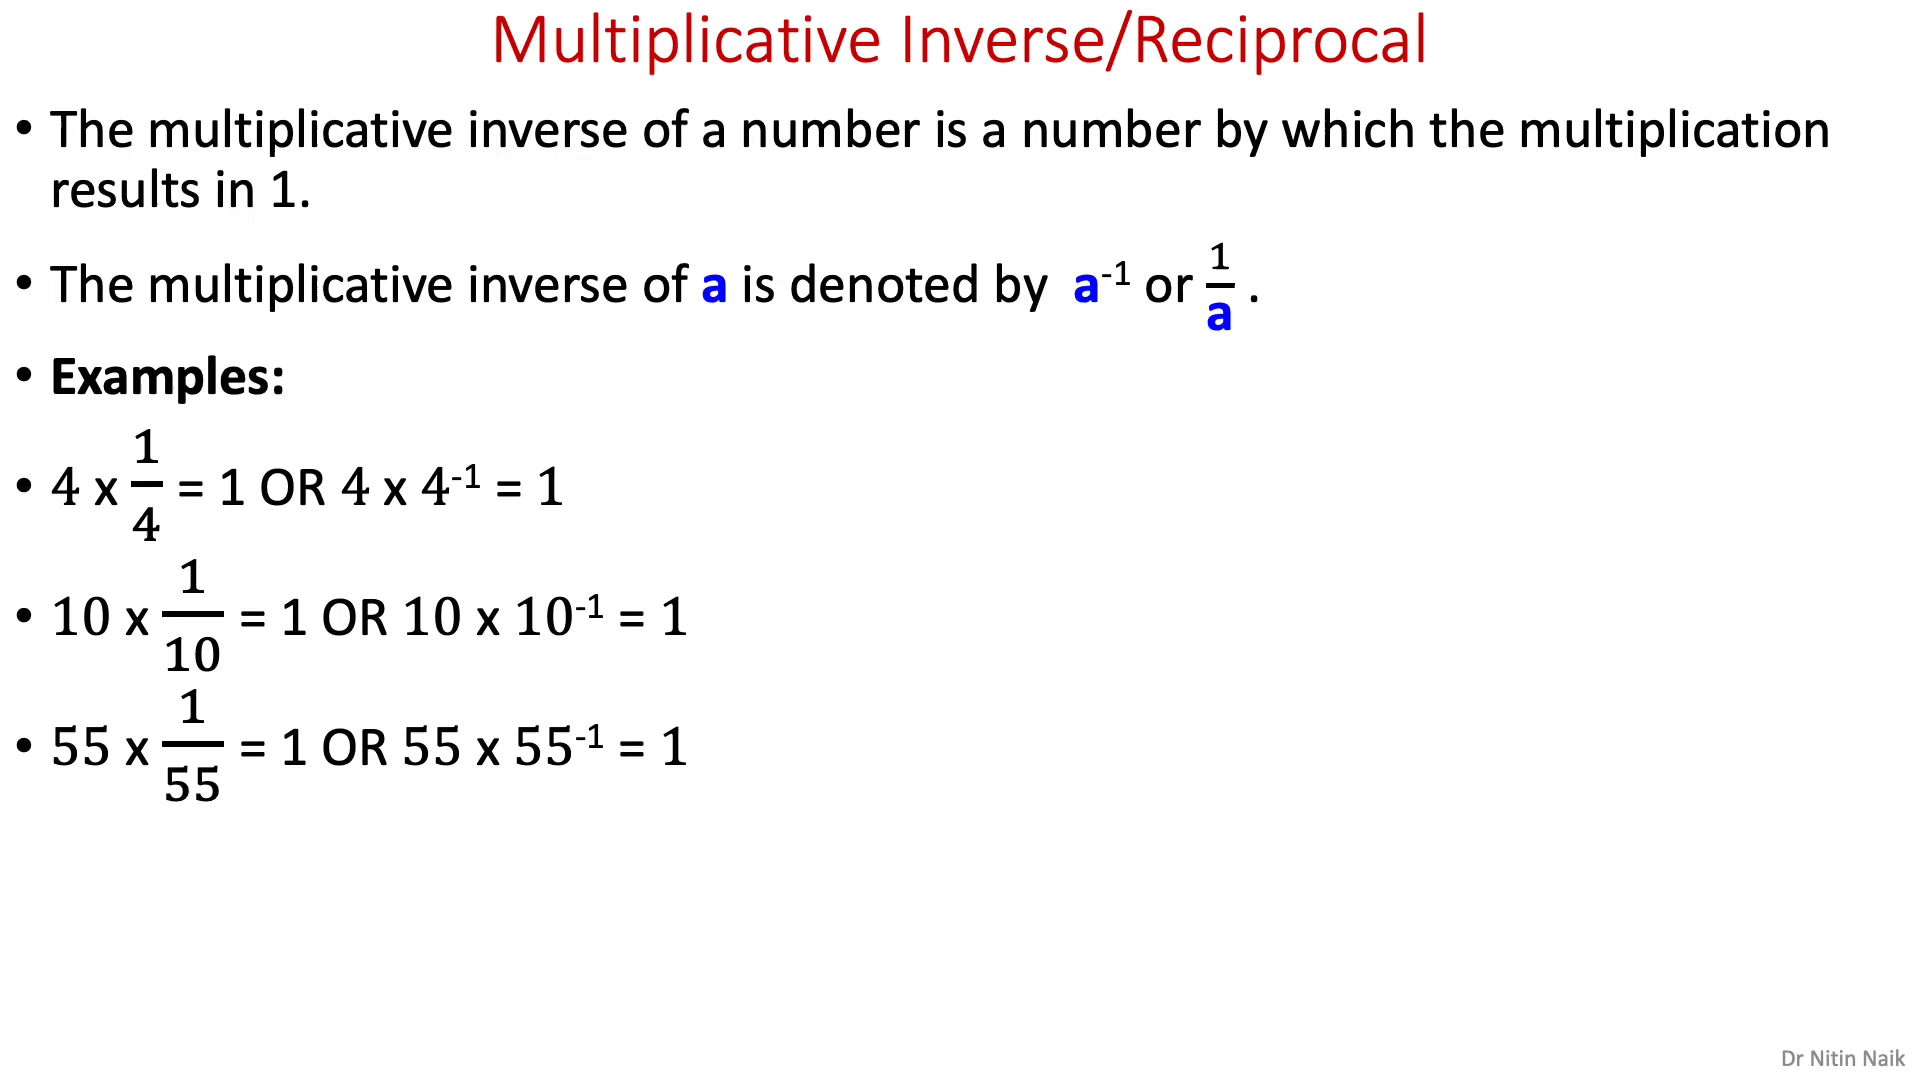 Multiplicative Inverse/Reciprocal
• The multiplicative inverse of a number is a number by which the multiplication
results in 1.
• The multiplicative inverse of a is denoted by a⁻¹ or 1/a .
• Examples:
• 4 x 1/4 = 1 OR 4 x 4⁻¹ = 1
• 10 x 1/10 = 1 OR 10 x 10⁻¹ = 1
• 55 x 1/55 = 1 OR 55 x 55⁻¹ = 1
Dr Nitin Naik